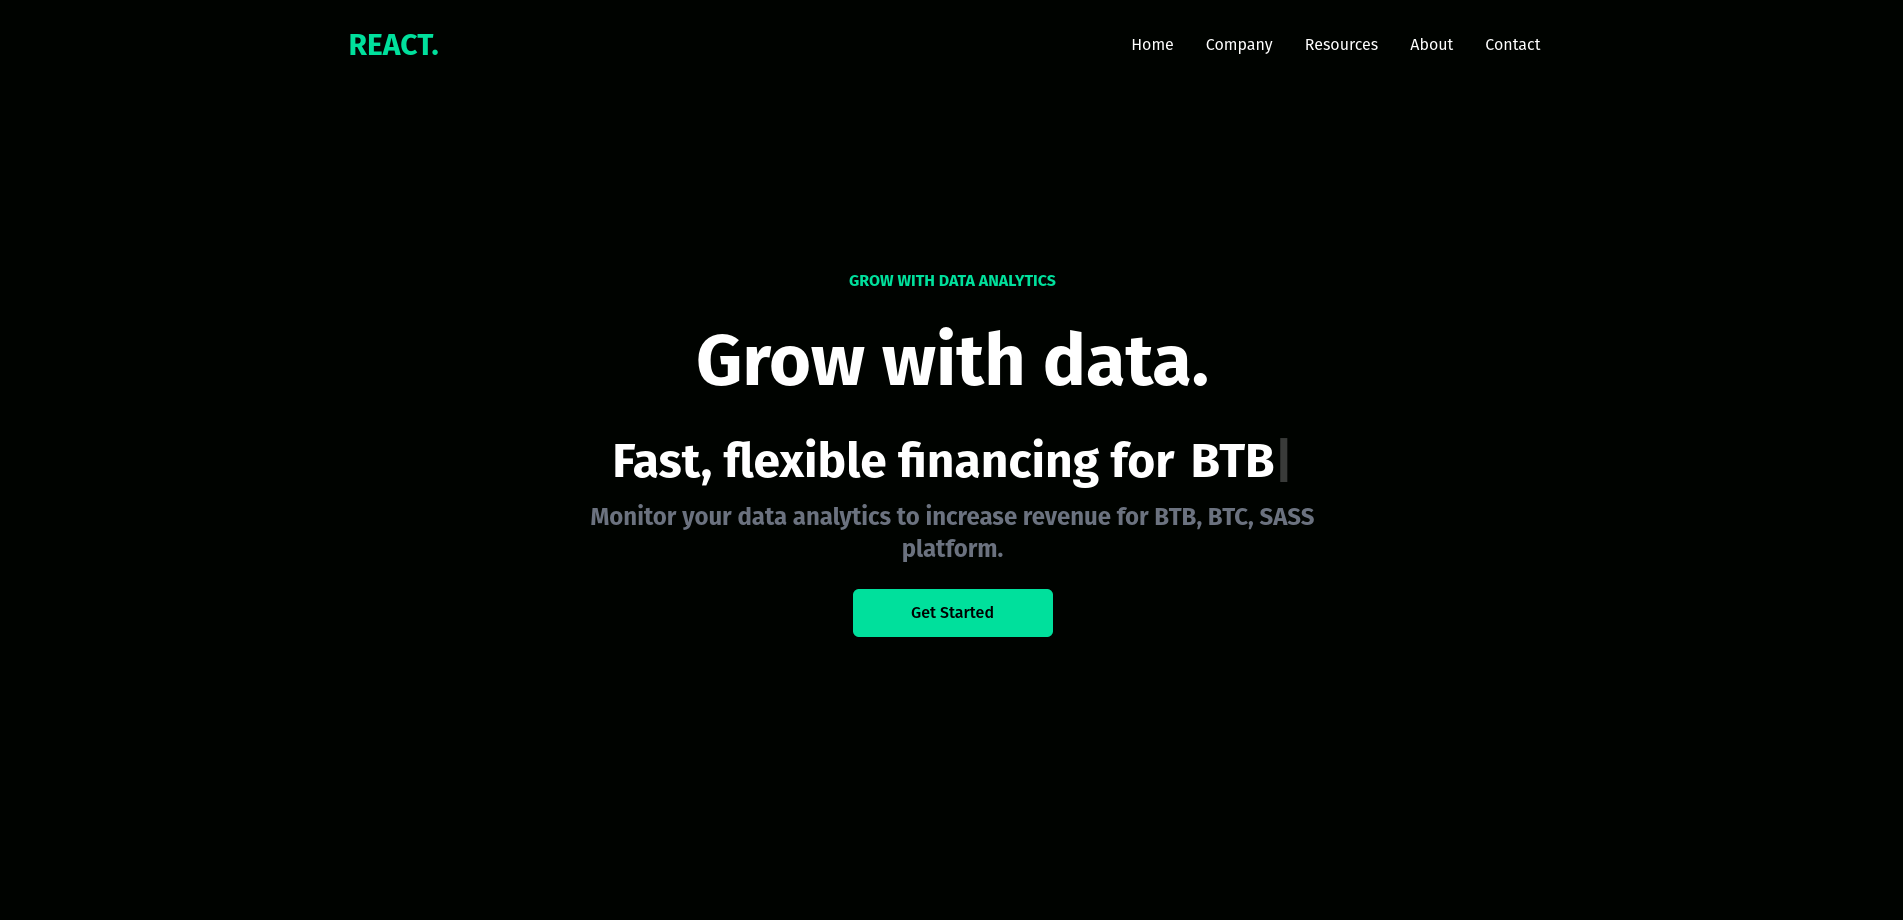 REACT.
Home Company Resources About Contact
GROW WITH DATA ANALYTICS
Grow with data.
Fast, flexible financing for BTB
Monitor your data analytics to increase revenue for BTB, BTC, SASS
platform.
Get Started